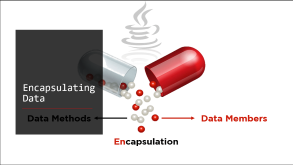 Encapsulating
Data
Data Methods
Data Members
Encapsulation